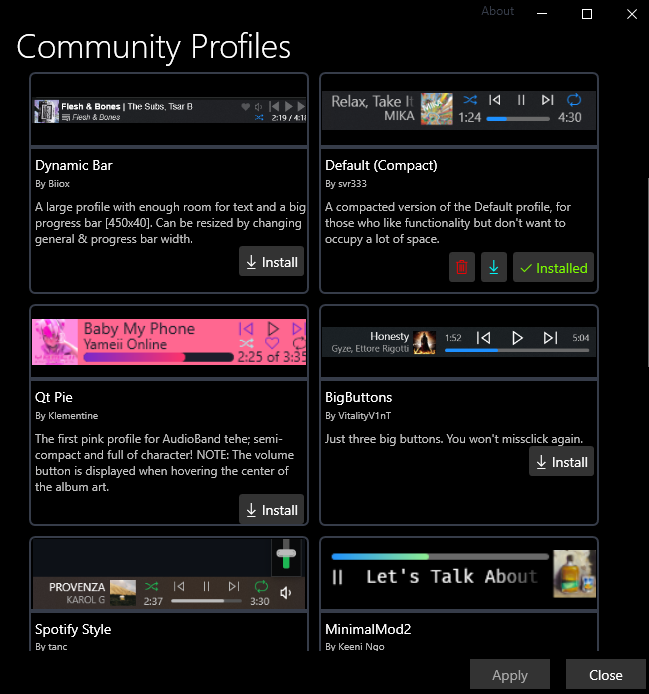 About
Community Profiles
Flesh & Bones | The Subs, Tsar B
Flesh & Bones
2:19 / 4:18
Dynamic Bar
By Biiox
A large profile with enough room for text and a big
progress bar [450x40]. Can be resized by changing
general & progress bar width.
Install
Relax, Take It
MIKA
MIKA
1:24
4:30
Default (Compact)
By svr333
A compacted version of the Default profile, for
those who like functionality but don't want to
occupy a lot of space.
Installed
Baby My Phone
Yameii Online
2:25 of 3:35
Qt Pie
By Klementine
The first pink profile for AudioBand tehe; semi-
compact and full of character! NOTE: The volume
button is displayed when hovering the center of
the album art.
Install
Honesty
Gyze, Ettore Rigotti
1:52
5:04
BigButtons
By VitalityV1nT
Just three big buttons. You won't missclick again.
Install
PROVENZA
KAROL G
2:37
3:30
Spotify Style
By tanc
Let's Talk About
MinimalMod2
By Keeni Ngo
Apply
Close